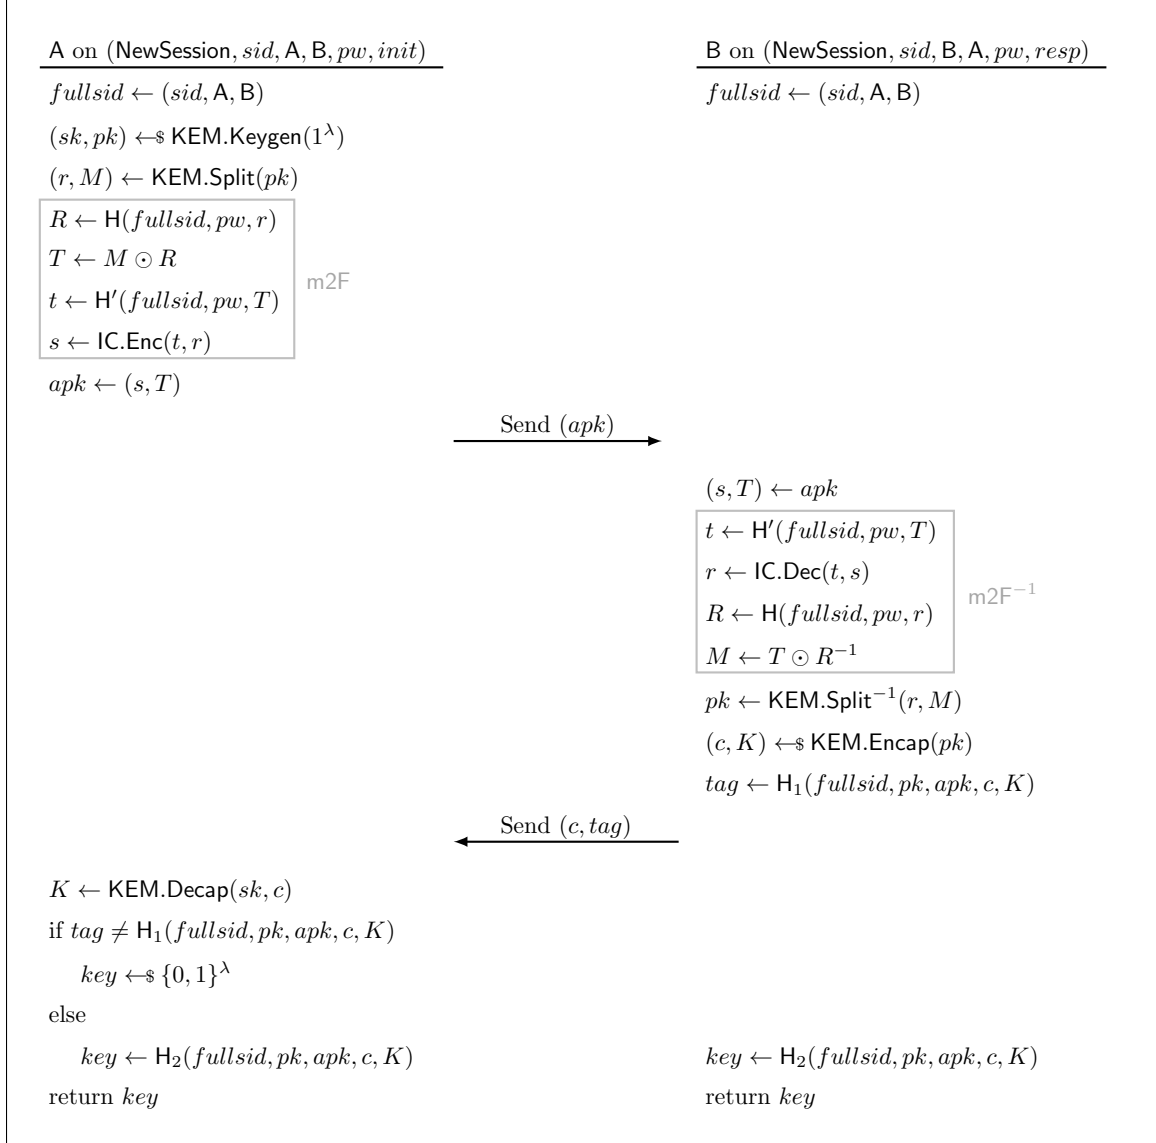 A on (NewSession, sid, A, B, pw, init)
fullsid ← (sid, A, B)
(sk, pk) ←$ KEM.Keygen(1^λ)
(r, M) ← KEM.Split(pk)
R ← H(fullsid, pw, r)
T ← M ⊙ R
t ← H′(fullsid, pw, T)
s ← IC.Enc(t, r)
m2F
apk ← (s, T)
B on (NewSession, sid, B, A, pw, resp)
fullsid ← (sid, A, B)
Send (apk)
(s, T) ← apk
t ← H′(fullsid, pw, T)
r ← IC.Dec(t, s)
R ← H(fullsid, pw, r)
M ← T ⊙ R⁻¹
m2F⁻¹
pk ← KEM.Split⁻¹(r, M)
(c, K) ←$ KEM.Encap(pk)
tag ← H₁(fullsid, pk, apk, c, K)
Send (c, tag)
K ← KEM.Decap(sk, c)
if tag ≠ H₁(fullsid, pk, apk, c, K)
key ←$ {0, 1}^λ
else
key ← H₂(fullsid, pk, apk, c, K)
return key
key ← H₂(fullsid, pk, apk, c, K)
return key